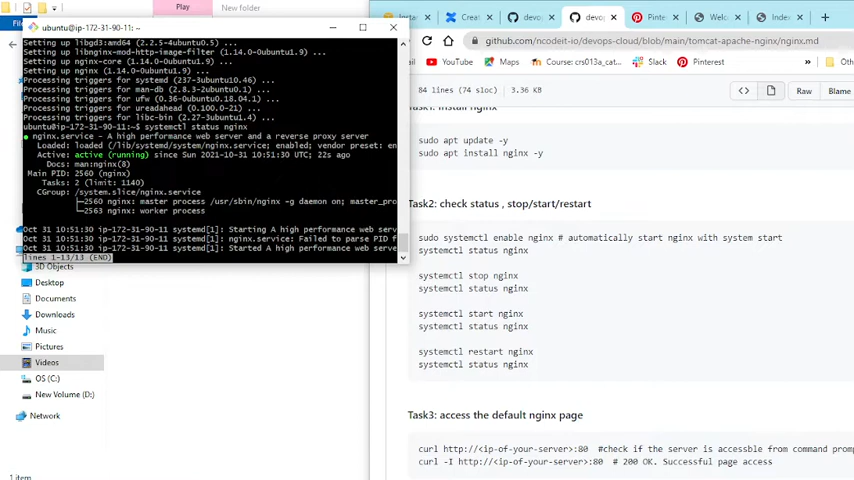 Play
New folder
File
ubuntu@ip-172-31-90-11: ~
Setting up libgd3:amd64 (2.2.5-4ubuntu0.5) ...
Setting up nginx-core (1.14.0-0ubuntu1.9) ...
Setting up nginx (1.14.0-0ubuntu1.9) ...
Processing triggers for systemd (237-3ubuntu10.46) ...
Processing triggers for man-db (2.8.3-2ubuntu0.1) ...
Processing triggers for ufw (0.36-0ubuntu0.18.04.1) ...
Processing triggers for ureadahead (0.100.0-21) ...
Processing triggers for libc-bin (2.27-3ubuntu1.4) ...
ubuntu@ip-172-31-90-11:~$ systemctl status nginx
● nginx.service - A high performance web server and a reverse proxy server
Loaded: loaded (/lib/systemd/system/nginx.service; enabled; vendor preset: en
Active: active (running) since Sun 2021-10-31 10:51:30 UTC; 22s ago
Docs: man:nginx(8)
Main PID: 2560 (nginx)
Tasks: 2 (limit: 1140)
CGroup: /system.slice/nginx.service
├─2560 nginx: master process /usr/sbin/nginx -g daemon on; master_pro
└─2563 nginx: worker process
Oct 31 10:51:30 ip-172-31-90-11 systemd[1]: Starting A high performance web serv
Oct 31 10:51:30 ip-172-31-90-11 systemd[1]: nginx.service: Failed to parse PID f
Oct 31 10:51:30 ip-172-31-90-11 systemd[1]: Started A high performance web serve
lines 1-13/13 (END)
3D Objects
Desktop
Documents
Downloads
Music
Pictures
Videos
OS (C:)
New Volume (D:)
Network
1 item
Insta
Crea
devo
devo
Pinte
Welc
Index
github.com/ncodeit-io/devops-cloud/blob/main/tomcat-apache-nginx/nginx.md
mail
YouTube
Maps
Course: crs013a_cat...
Slack
Pinterest
84 lines (74 sloc) | 3.36 KB
Raw
Blame
Task1: install nginx
sudo apt update -y
sudo apt install nginx -y
Task2: check status , stop/start/restart
sudo systemctl enable nginx # automatically start nginx with system start
systemctl status nginx
systemctl stop nginx
systemctl status nginx
systemctl start nginx
systemctl status nginx
systemctl restart nginx
systemctl status nginx
Task3: access the default nginx page
curl http://<ip-of-your-server>:80 #check if the server is accessble from command promp
curl -I http://<ip-of-your-server>:80 # 200 OK. Successful page access